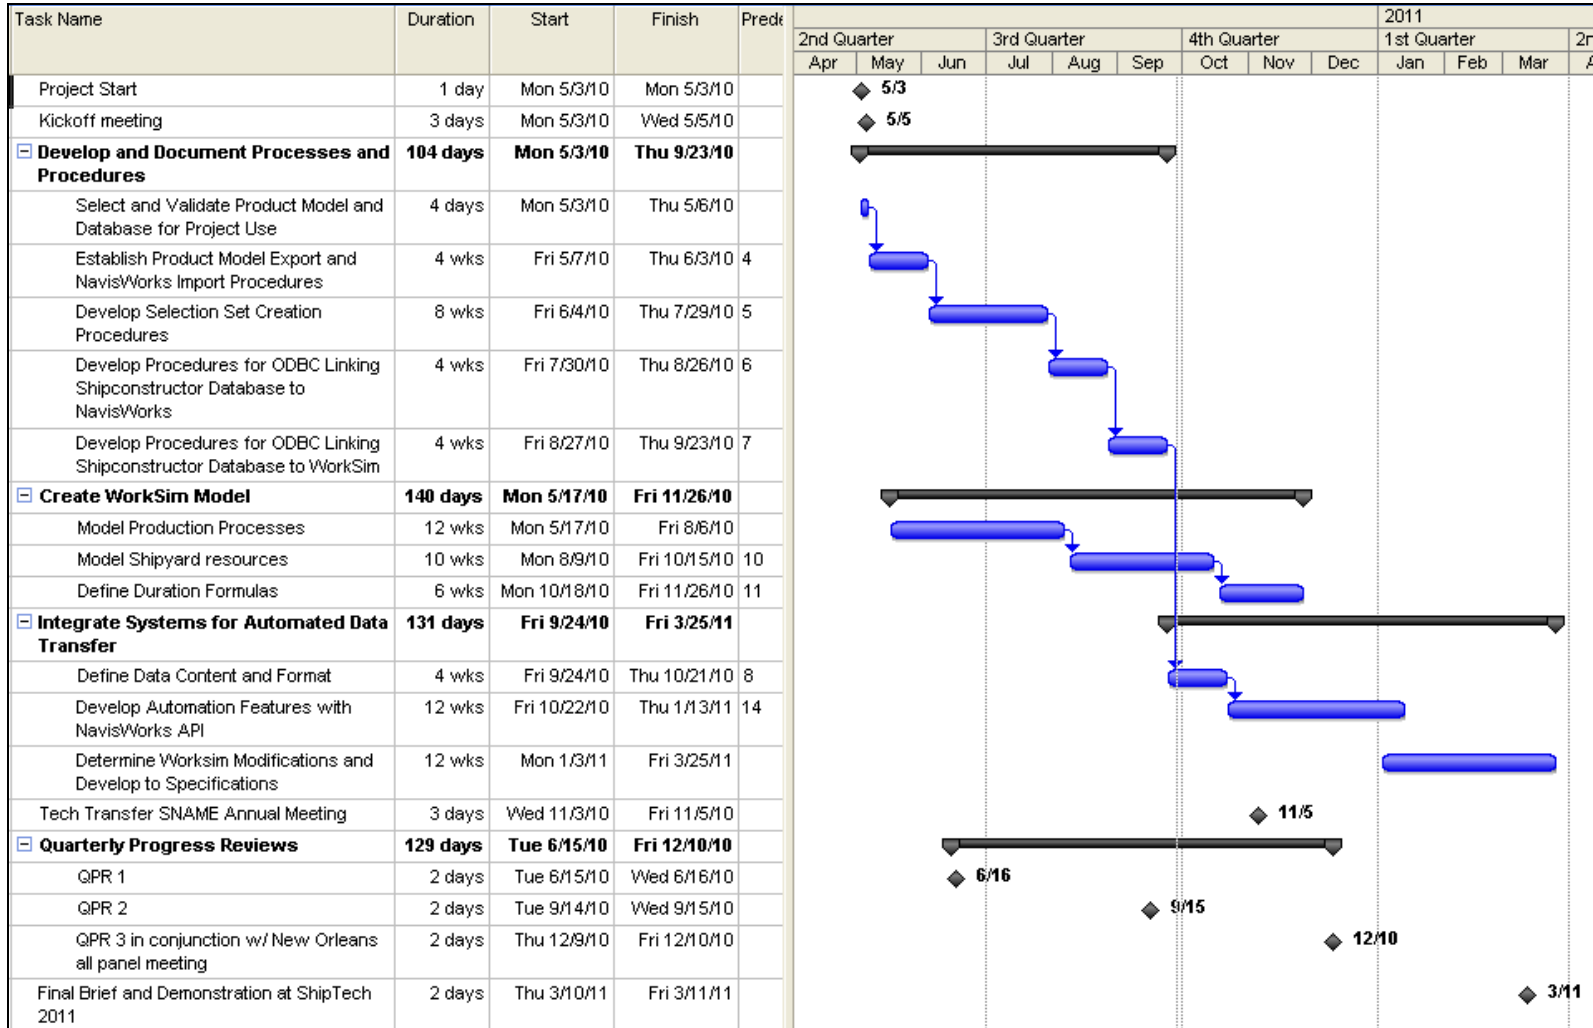 Task Name Duration Start Finish Prede
2011
2nd Quarter 3rd Quarter 4th Quarter 1st Quarter 2n
Apr May Jun Jul Aug Sep Oct Nov Dec Jan Feb Mar A
Project Start 1 day Mon 5/3/10 Mon 5/3/10 5/3
Kickoff meeting 3 days Mon 5/3/10 Wed 5/5/10 5/5
Develop and Document Processes and 104 days Mon 5/3/10 Thu 9/23/10
Procedures
Select and Validate Product Model and 4 days Mon 5/3/10 Thu 5/6/10
Database for Project Use
Establish Product Model Export and 4 wks Fri 5/7/10 Thu 6/3/10 4
NavisWorks Import Procedures
Develop Selection Set Creation 8 wks Fri 6/4/10 Thu 7/29/10 5
Procedures
Develop Procedures for ODBC Linking 4 wks Fri 7/30/10 Thu 8/26/10 6
Shipconstructor Database to
NavisWorks
Develop Procedures for ODBC Linking 4 wks Fri 8/27/10 Thu 9/23/10 7
Shipconstructor Database to WorkSim
Create WorkSim Model 140 days Mon 5/17/10 Fri 11/26/10
Model Production Processes 12 wks Mon 5/17/10 Fri 8/6/10
Model Shipyard resources 10 wks Mon 8/9/10 Fri 10/15/10 10
Define Duration Formulas 6 wks Mon 10/18/10 Fri 11/26/10 11
Integrate Systems for Automated Data 131 days Fri 9/24/10 Fri 3/25/11
Transfer
Define Data Content and Format 4 wks Fri 9/24/10 Thu 10/21/10 8
Develop Automation Features with 12 wks Fri 10/22/10 Thu 1/13/11 14
NavisWorks API
Determine Worksim Modifications and 12 wks Mon 1/3/11 Fri 3/25/11
Develop to Specifications
Tech Transfer SNAME Annual Meeting 3 days Wed 11/3/10 Fri 11/5/10 11/5
Quarterly Progress Reviews 129 days Tue 6/15/10 Fri 12/10/10
QPR 1 2 days Tue 6/15/10 Wed 6/16/10 6/16
QPR 2 2 days Tue 9/14/10 Wed 9/15/10 9/15
QPR 3 in conjunction w/ New Orleans 2 days Thu 12/9/10 Fri 12/10/10 12/10
all panel meeting
Final Brief and Demonstration at ShipTech 2 days Thu 3/10/11 Fri 3/11/11 3/11
2011